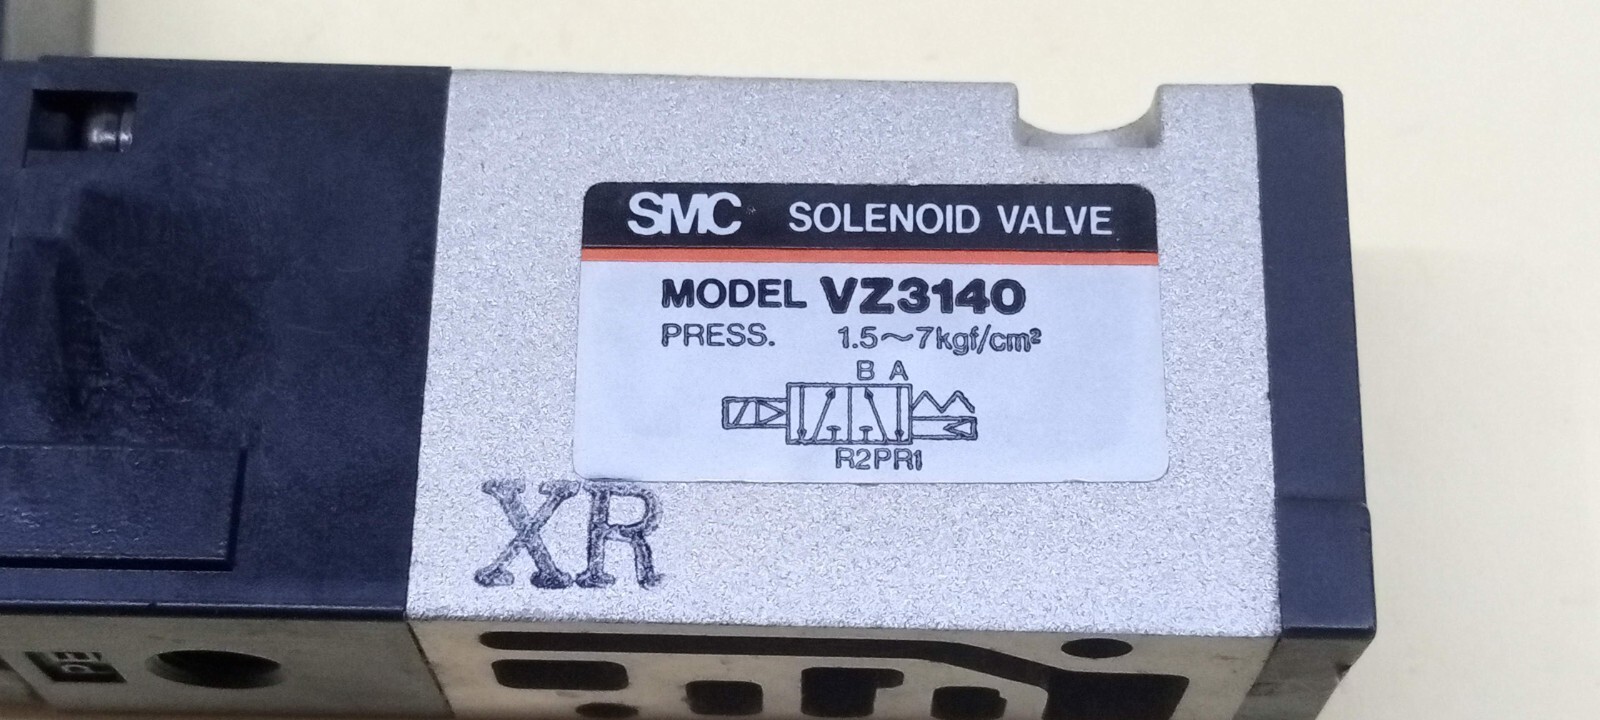 SMC SOLENOID VALVE
MODEL VZ3140
PRESS. 1.5~7kgf/cm²
B A
R2PR1
XR